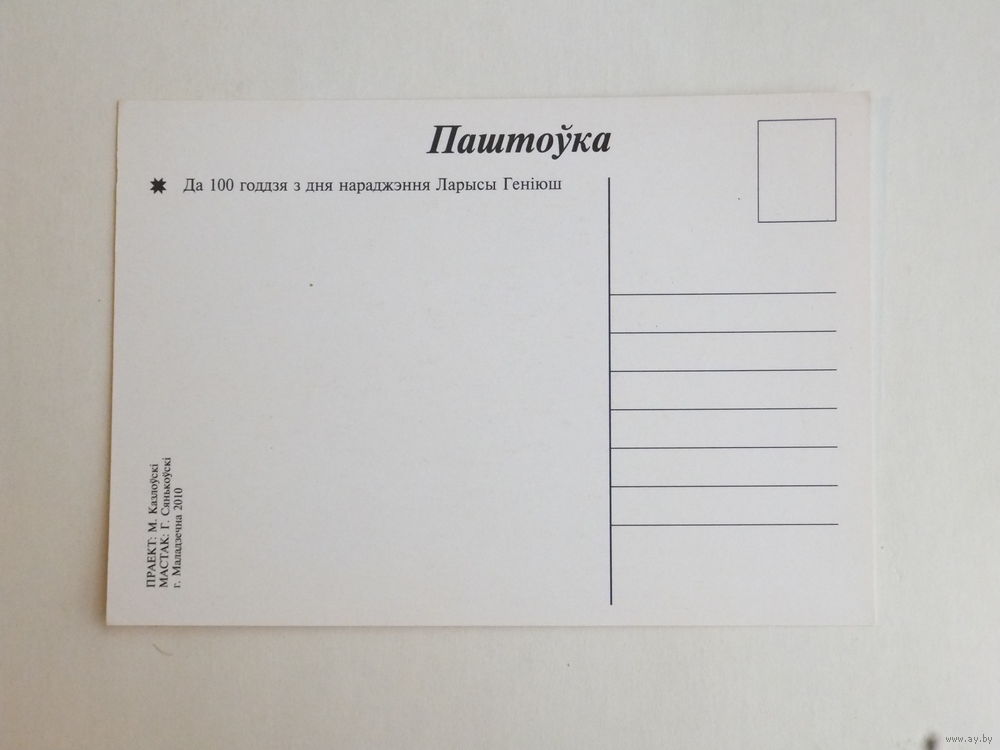 Паштоўка
Да 100 годдзя з дня нараджэння Ларысы Геніюш
ПРАЕКТ: М. Казлоўскі
МАСТАК: Г. Сянькоўскі
г. Маладзечна 2010
www.ay.by